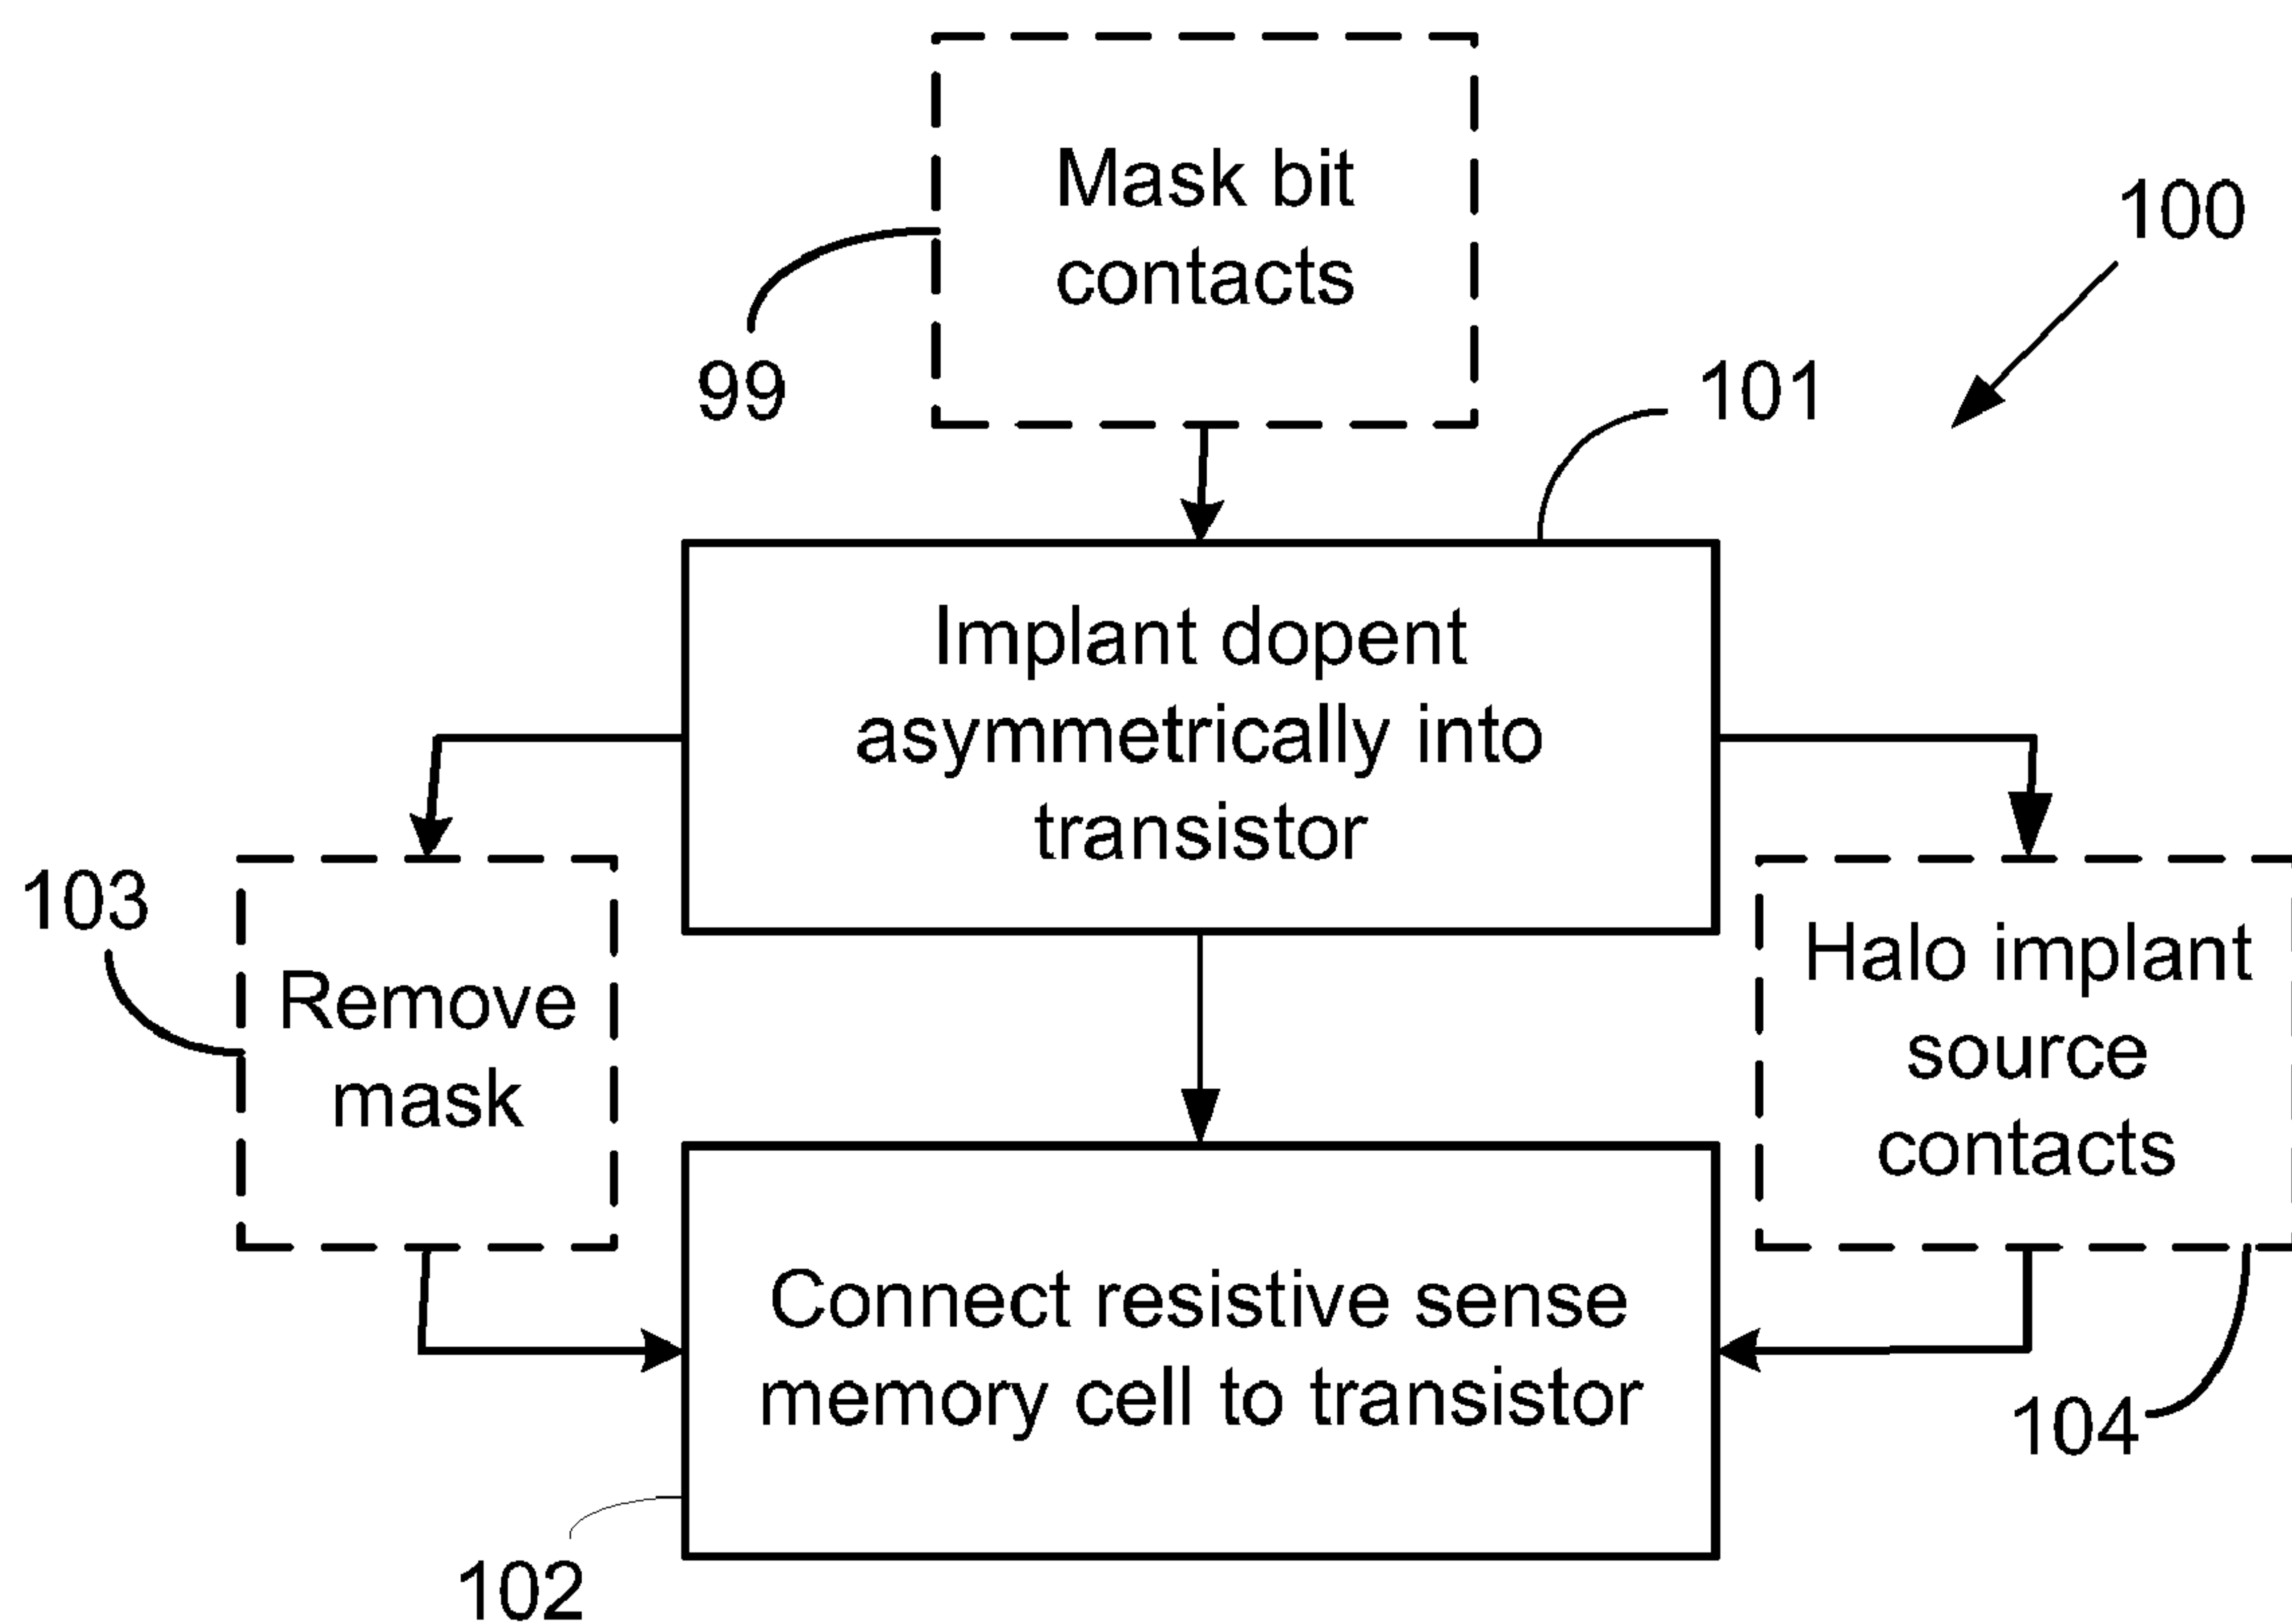 Mask bit
contacts
100
99
101
Implant dopent
asymmetrically into
transistor
103
Remove
mask
Halo implant
source
contacts
Connect resistive sense
memory cell to transistor
104
102